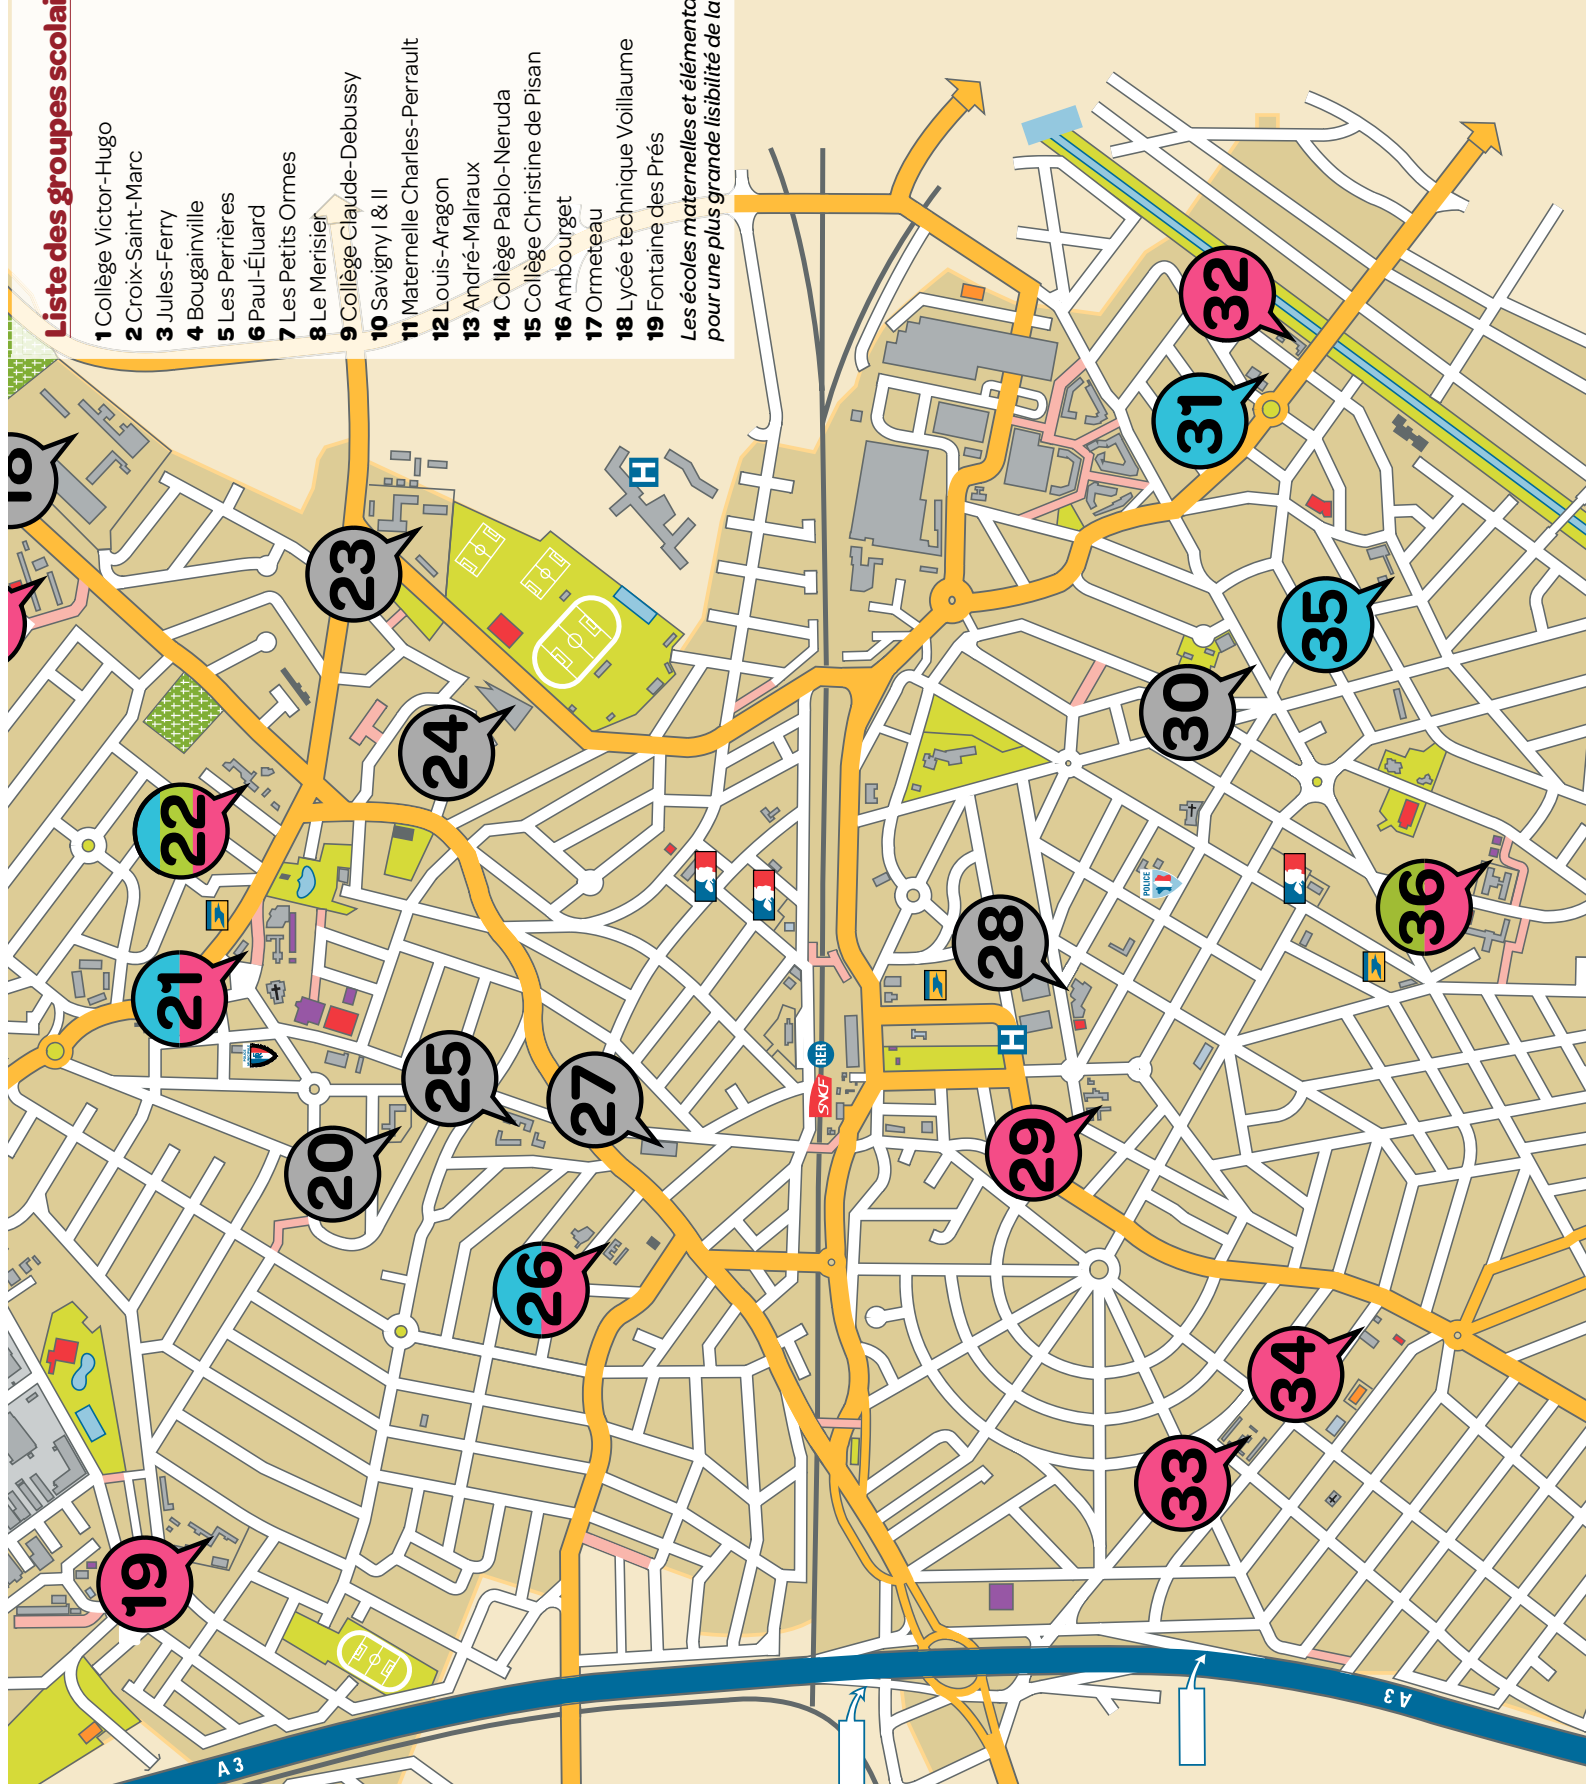 Liste des groupes scolai
1 Collège Victor-Hugo
2 Croix-Saint-Marc
3 Jules-Ferry
4 Bougainville
5 Les Perrières
6 Paul-Éluard
7 Les Petits Ormes
8 Le Merisier
9 Collège Claude-Debussy
10 Savigny I & II
11 Maternelle Charles-Perrault
12 Louis-Aragon
13 André-Malraux
14 Collège Pablo-Neruda
15 Collège Christine de Pisan
16 Ambourget
17 Ormeteau
18 Lycée technique Voillaume
19 Fontaine des Prés
Les écoles maternelles et élémenta
pour une plus grande lisibilité de la
18
23
24
22
21
20
25
27
26
19
H
32
31
35
30
28
29
36
34
33
H
RER
SNCF
POLICE
A 3
A 3